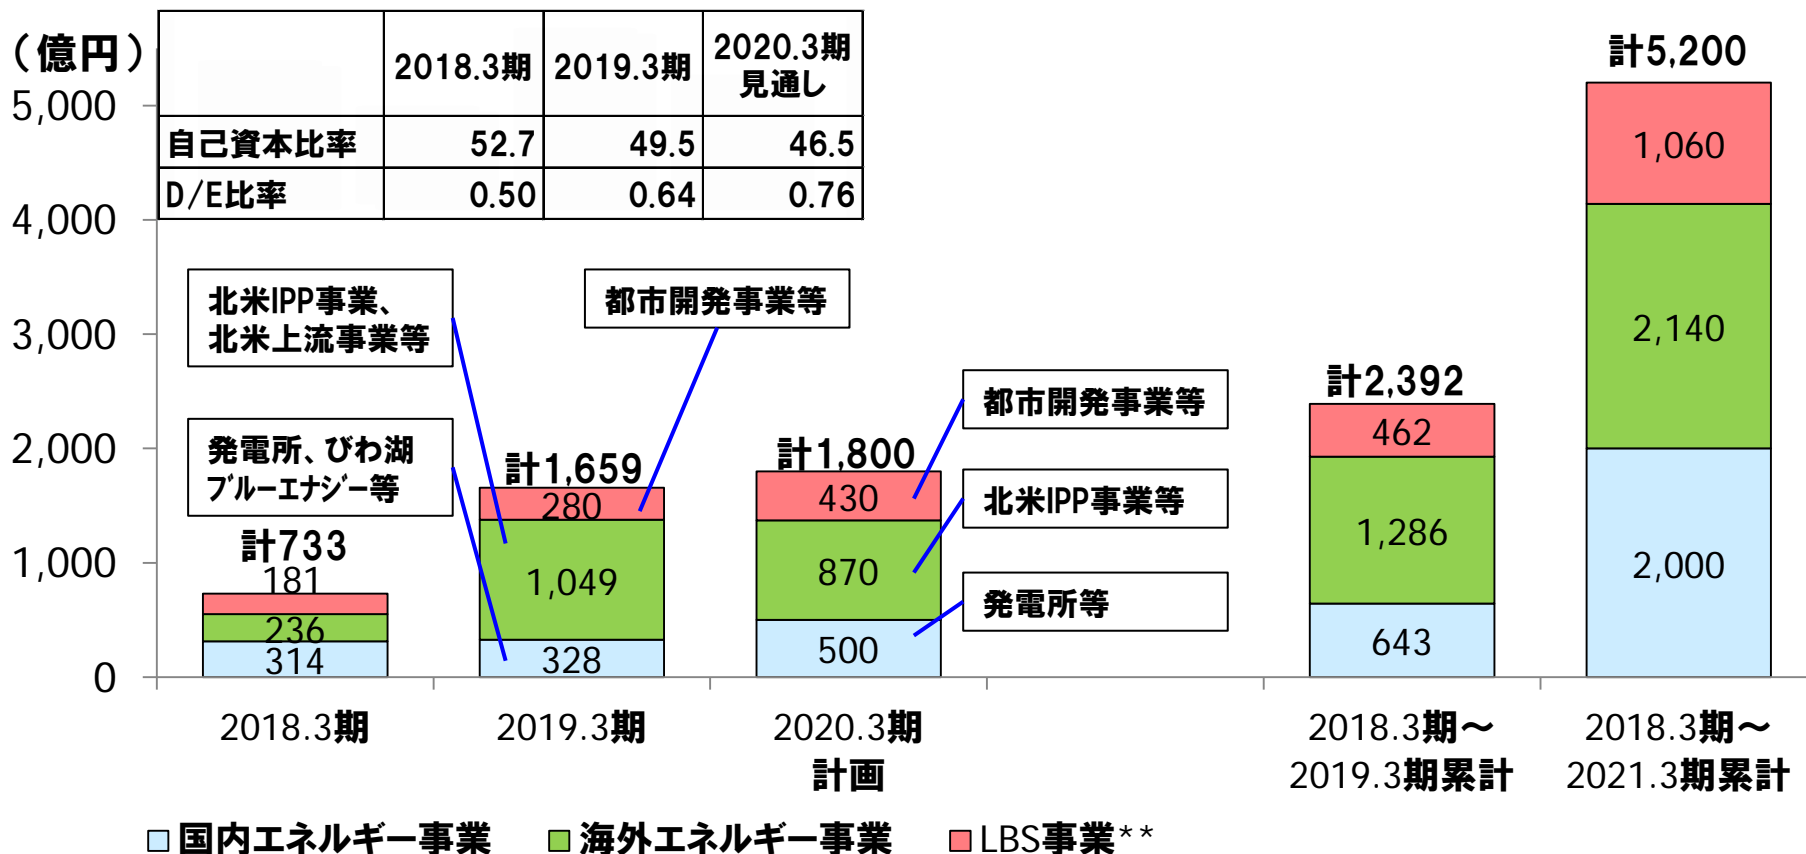 （億円）
2018.3期 2019.3期 2020.3期
見通し
自己資本比率 52.7 49.5 46.5
D/E比率 0.50 0.64 0.76
5,000
4,000
3,000
2,000
1,000
0
北米IPP事業、
北米上流事業等
都市開発事業等
発電所、びわ湖
ブルーエナジー等
計733
181
236
314
計1,659
280
1,049
328
計1,800
430
870
500
都市開発事業等
北米IPP事業等
発電所等
計2,392
462
1,286
643
計5,200
1,060
2,140
2,000
2018.3期
2019.3期
2020.3期
計画
2018.3期～
2019.3期累計
2018.3期～
2021.3期累計
国内エネルギー事業 海外エネルギー事業 LBS事業**